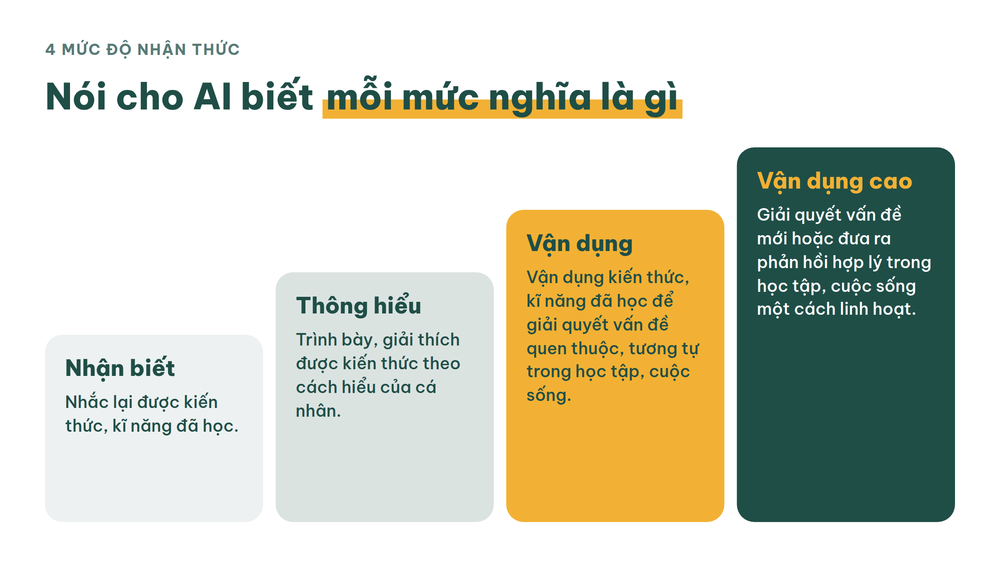 4 MỨC ĐỘ NHẬN THỨC
Nói cho AI biết mỗi mức nghĩa là gì
Nhận biết
Nhắc lại được kiến
thức, kĩ năng đã học.
Thông hiểu
Trình bày, giải thích
được kiến thức theo
cách hiểu của cá
nhân.
Vận dụng
Vận dụng kiến thức,
kĩ năng đã học để
giải quyết vấn đề
quen thuộc, tương tự
trong học tập, cuộc
sống.
Vận dụng cao
Giải quyết vấn đề
mới hoặc đưa ra
phản hồi hợp lý trong
học tập, cuộc sống
một cách linh hoạt.